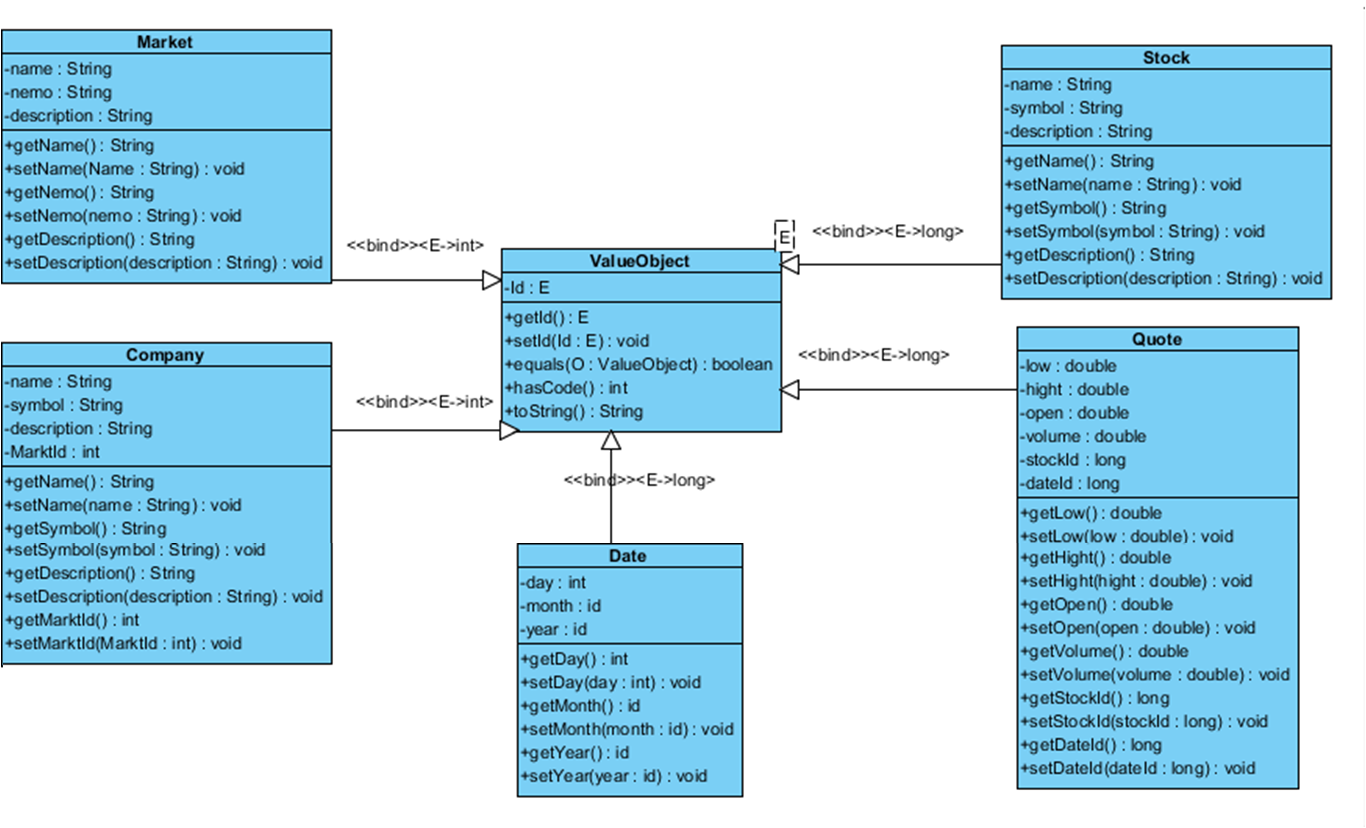 Market
-name : String
-nemo : String
-description : String
+getName() : String
+setName(Name : String) : void
+getNemo() : String
+setNemo(nemo : String) : void
+getDescription() : String
+setDescription(description : String) : void
<<bind>><E->int>
Company
-name : String
-symbol : String
-description : String
-MarktId : int
+getName() : String
+setName(name : String) : void
+getSymbol() : String
+setSymbol(symbol : String) : void
+getDescription() : String
+setDescription(description : String) : void
+getMarktId() : int
+setMarktId(MarktId : int) : void
<<bind>><E->int>
E
ValueObject
-Id : E
+getId() : E
+setId(Id : E) : void
+equals(O : ValueObject) : boolean
+hasCode() : int
+toString() : String
<<bind>><E->long>
Date
-day : int
-month : id
-year : id
+getDay() : int
+setDay(day : int) : void
+getMonth() : id
+setMonth(month : id) : void
+getYear() : id
+setYear(year : id) : void
<<bind>><E->long>
Stock
-name : String
-symbol : String
-description : String
+getName() : String
+setName(name : String) : void
+getSymbol() : String
+setSymbol(symbol : String) : void
+getDescription() : String
+setDescription(description : String) : void
<<bind>><E->long>
Quote
-low : double
-hight : double
-open : double
-volume : double
-stockId : long
-dateId : long
+getLow() : double
+setLow(low : double) : void
+getHight() : double
+setHight(hight : double) : void
+getOpen() : double
+setOpen(open : double) : void
+getVolume() : double
+setVolume(volume : double) : void
+getStockId() : long
+setStockId(stockId : long) : void
+getDateId() : long
+setDateId(dateId : long) : void